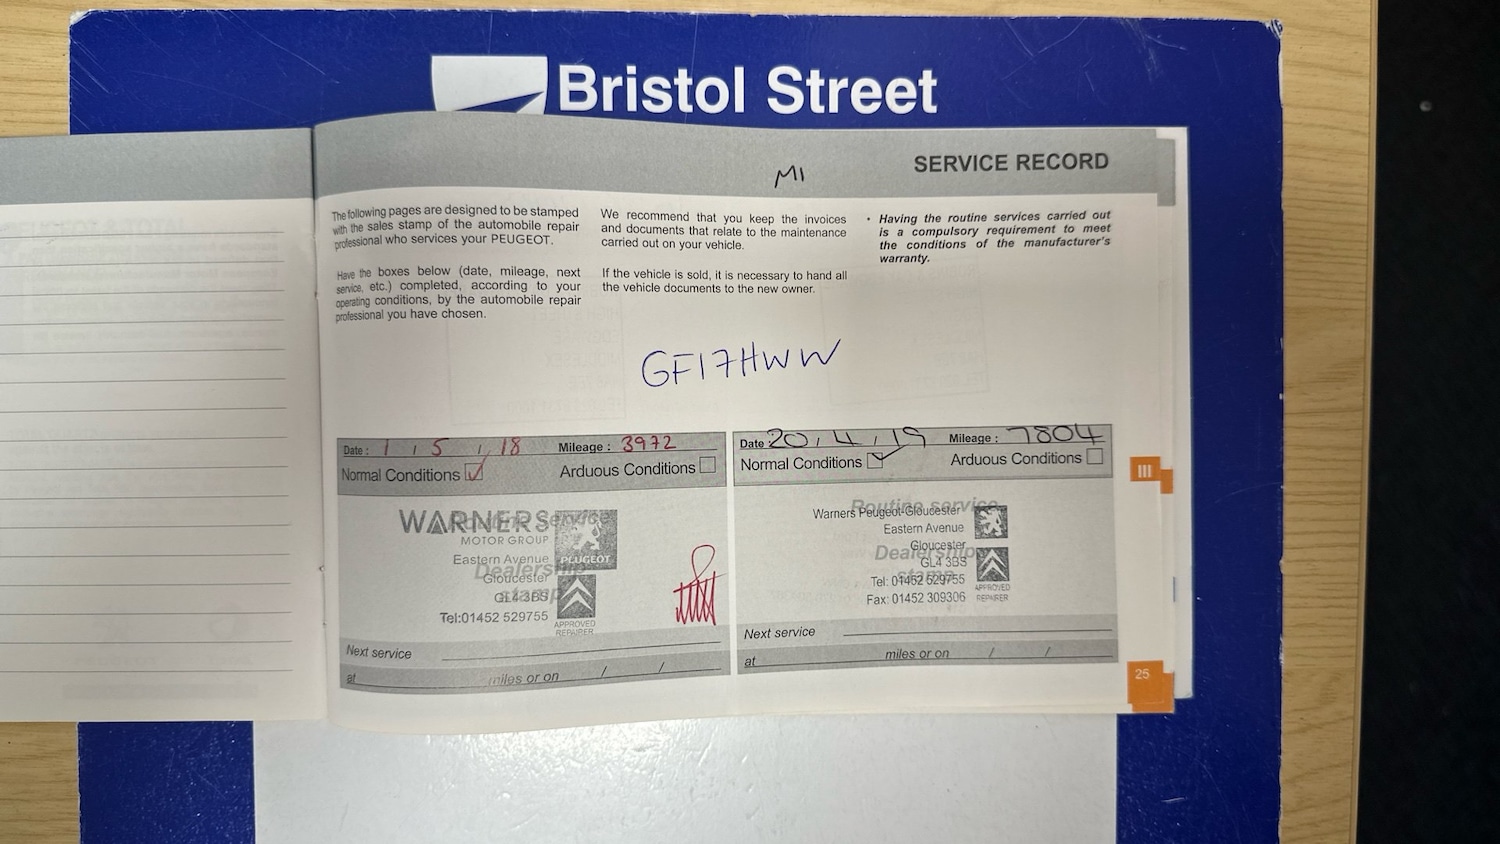 Bristol Street
SERVICE RECORD
M1
The following pages are designed to be stamped
with the sales stamp of the automobile repair
professional who services your PEUGEOT.
Have the boxes below (date, mileage, next
service, etc.) completed, according to your
operating conditions, by the automobile repair
professional you have chosen.
We recommend that you keep the invoices
and documents that relate to the maintenance
carried out on your vehicle.
If the vehicle is sold, it is necessary to hand all
the vehicle documents to the new owner.
• Having the routine services carried out
is a compulsory requirement to meet
the conditions of the manufacturer's
warranty.
GF17HWW
Date: 1 / 5 / 18 Mileage : 3972
Normal Conditions Arduous Conditions
Routine service
WARNERS
MOTOR GROUP
Eastern Avenue
PEUGEOT
Dealership
stamp
Gloucester
GL4 3BS
Tel:01452 529755
APPROVED
REPAIRER
Next service
at miles or on / /
Date 20 / 4 / 19 Mileage : 7804
Normal Conditions Arduous Conditions
Routine service
Warners Peugeot-Gloucester
Eastern Avenue
Gloucester
Dealership
stamp
GL4 3BS
Tel: 01452 529755
Fax: 01452 309306
APPROVED
REPAIRER
Next service
at miles or on / /
III
25